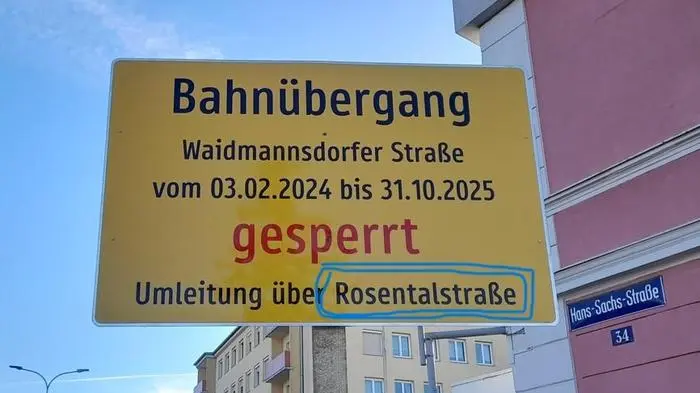 Bahnübergang
Waidmannsdorfer Straße
vom 03.02.2024 bis 31.10.2025
gesperrt
Umleitung über Rosentalstraße
Hans-Sachs-Straße
34